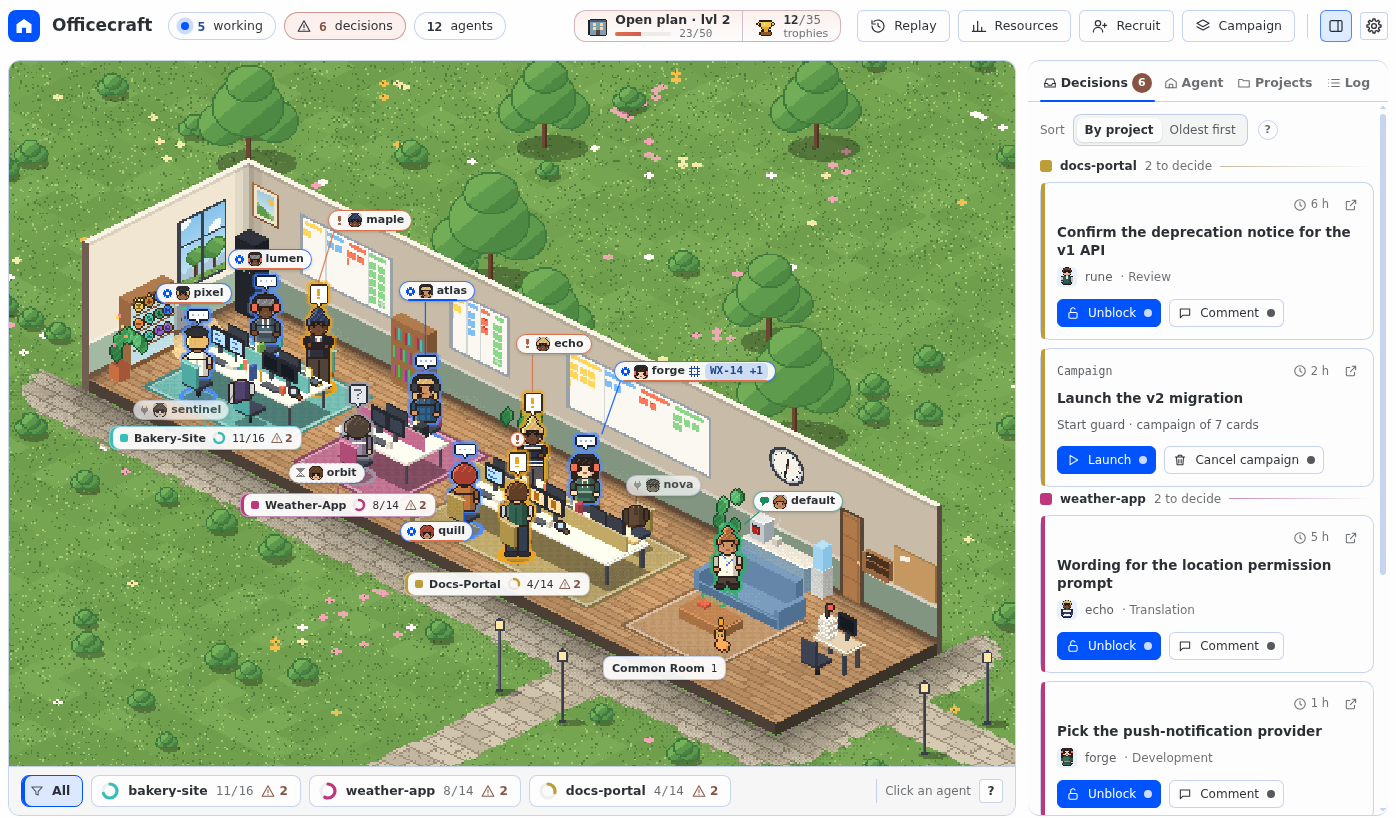 Officecraft
5 working
6 decisions
12 agents
Open plan · lvl 2
23/50
12/35
trophies
Replay
Resources
Recruit
Campaign
maple
lumen
pixel
atlas
echo
forge WX-14 +1
sentinel
Bakery-Site 11/16 2
orbit
nova
default
Weather-App 8/14 2
quill
Docs-Portal 4/14 2
Common Room 1
All
bakery-site 11/16 2
weather-app 8/14 2
docs-portal 4/14 2
Click an agent ?
Decisions 6
Agent
Projects
Log
Sort By project Oldest first ?
docs-portal 2 to decide
6 h
Confirm the deprecation notice for the
v1 API
rune · Review
Unblock Comment
Campaign 2 h
Launch the v2 migration
Start guard · campaign of 7 cards
Launch Cancel campaign
weather-app 2 to decide
5 h
Wording for the location permission
prompt
echo · Translation
Unblock Comment
1 h
Pick the push-notification provider
forge · Development
Unblock Comment